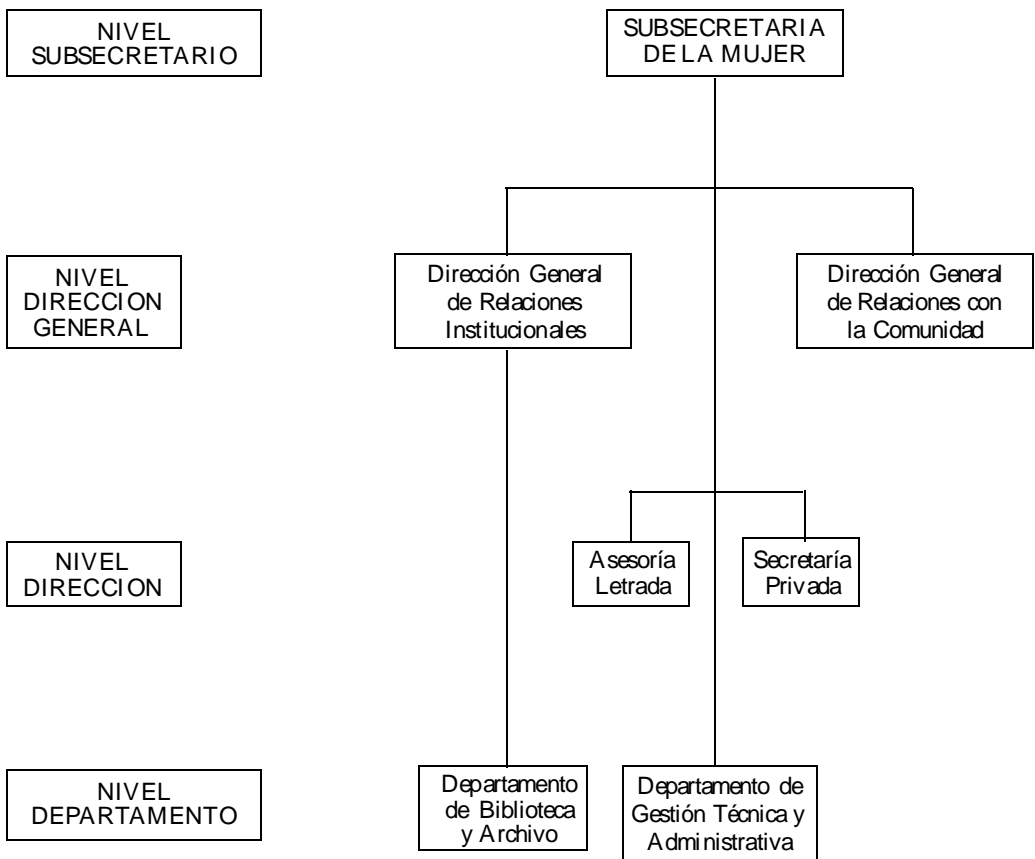 NIVEL
SUBSECRETARIO
SUBSECRETARIA
DE LA MUJER
NIVEL
DIRECCION
GENERAL
Dirección General
de Relaciones
Institucionales
Dirección General
de Relaciones con
la Comunidad
NIVEL
DIRECCION
Asesoría
Letrada
Secretaría
Privada
NIVEL
DEPARTAMENTO
Departamento
de Biblioteca
y Archivo
Departamento de
Gestión Técnica y
Administrativa